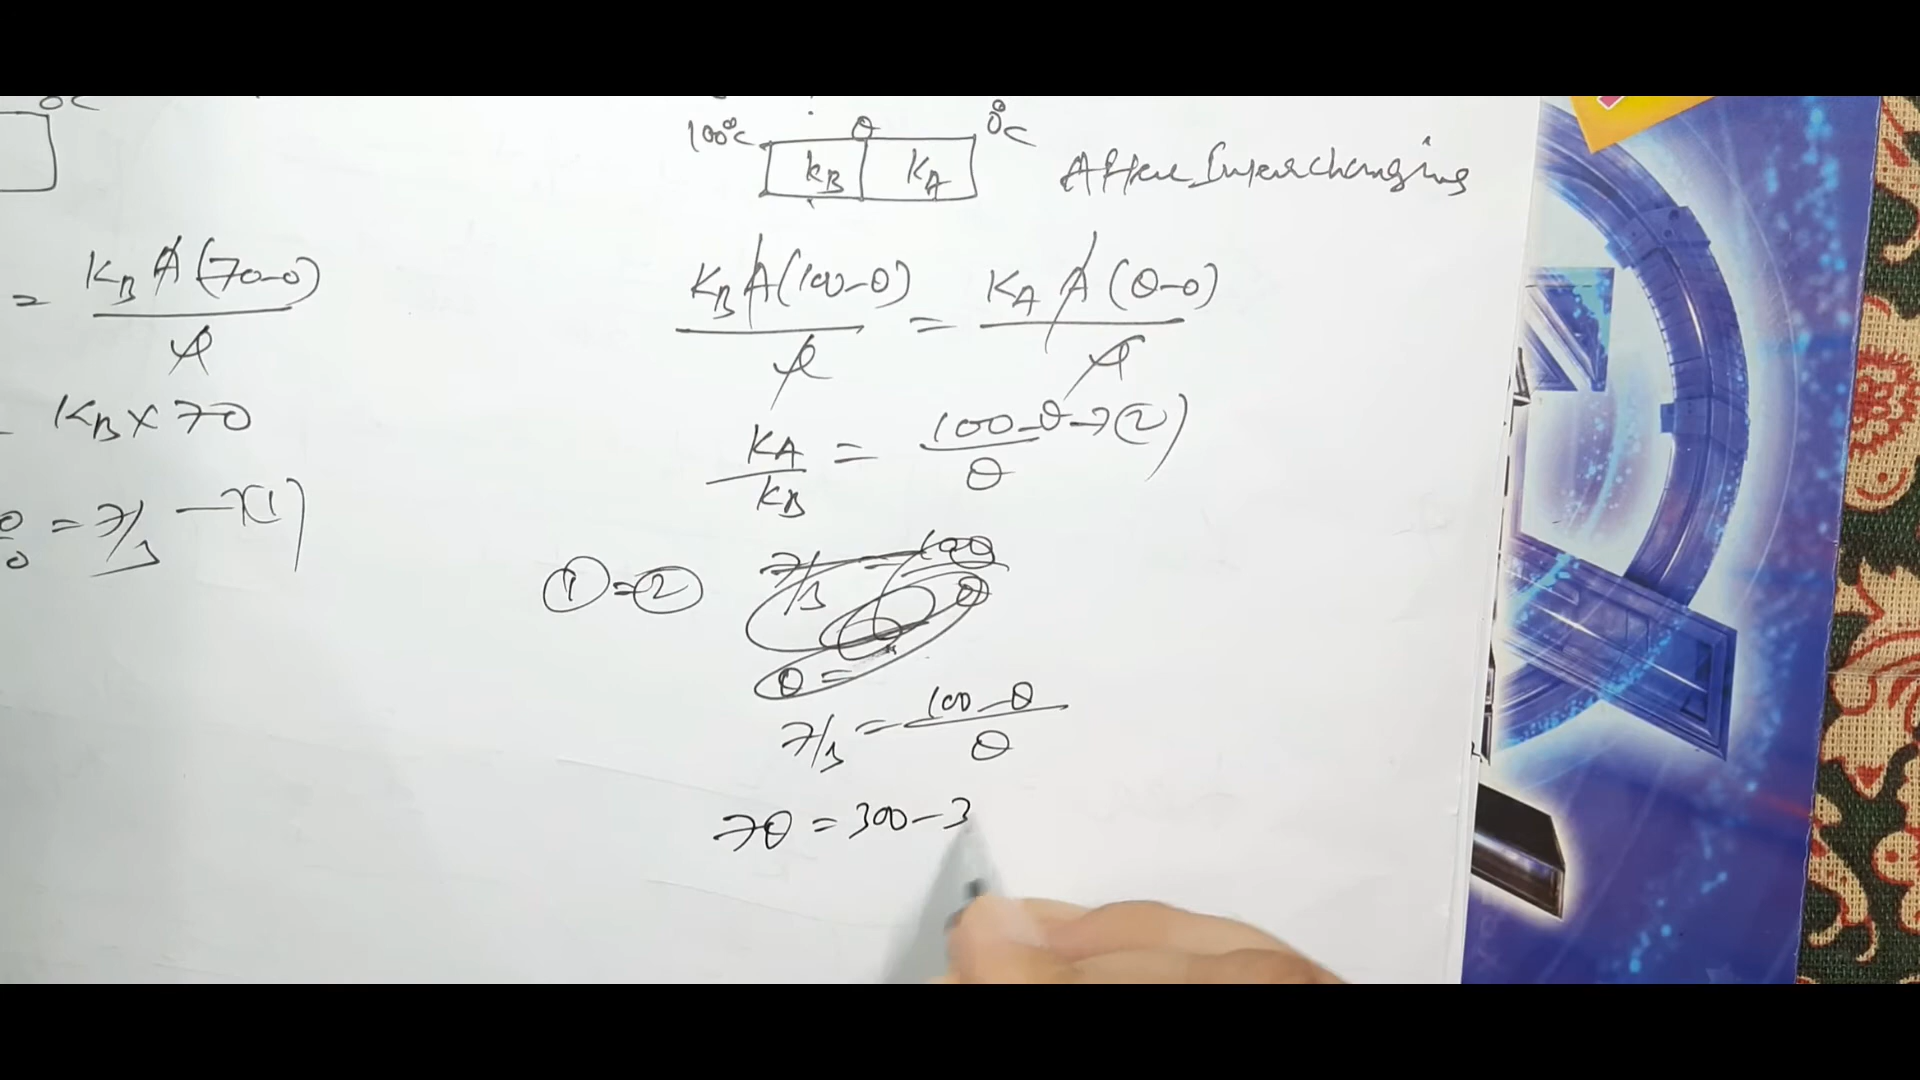 0°C
= K_B A (70-0) / l
K_B × 70
= 7/3 → (1)
100°C θ 0°C
K_B K_A
After Interchanging
K_B A (100-θ) / l = K_A A (θ-0) / l
K_A / K_B = 100-θ / θ → (2)
① = ②
7/3 = 100-θ / θ
7θ = 300-3